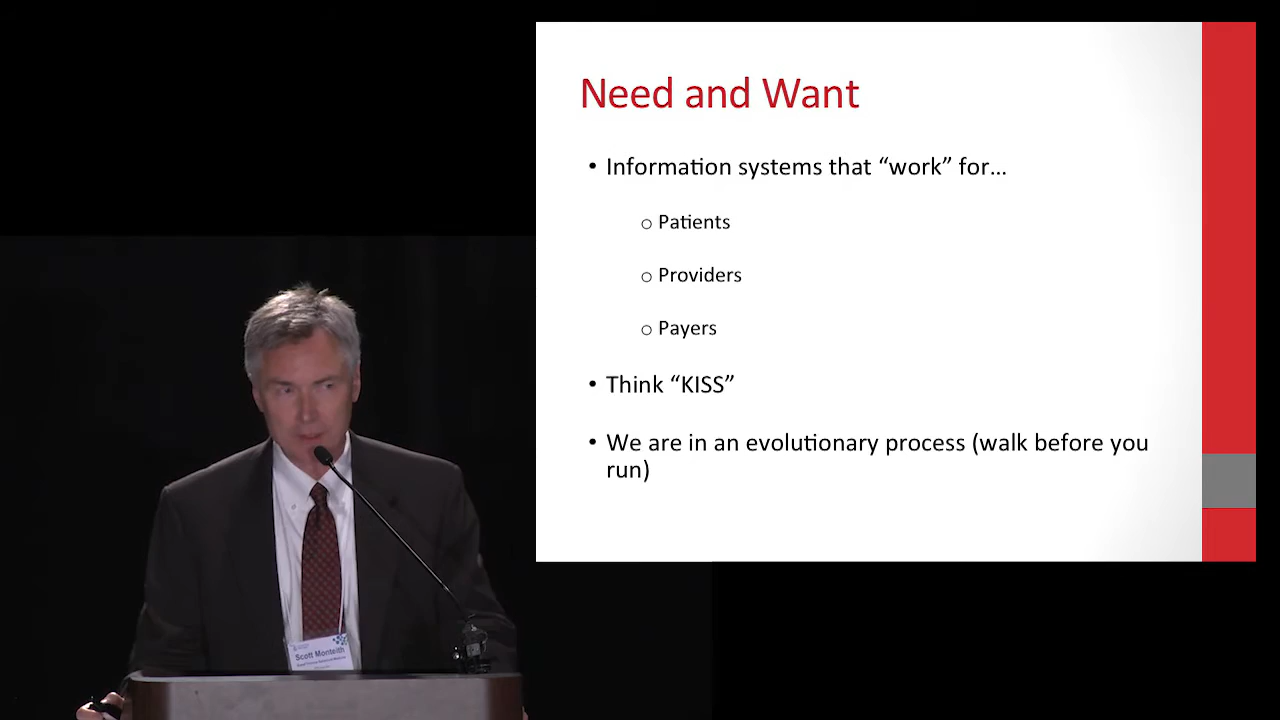 Need and Want
• Information systems that “work” for…
o Patients
o Providers
o Payers
• Think “KISS”
• We are in an evolutionary process (walk before you
run)
Scott Monteith